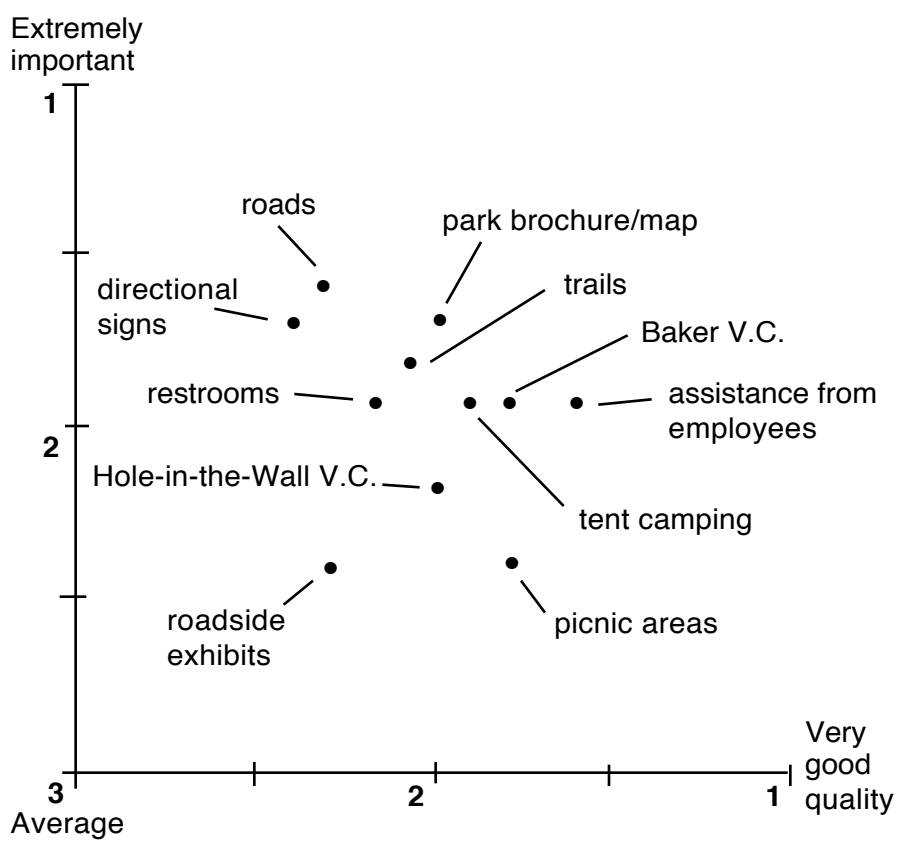 Extremely
important
1
roads
park brochure/map
trails
directional
signs
Baker V.C.
restrooms
assistance from
employees
2
Hole-in-the-Wall V.C.
tent camping
roadside
exhibits
picnic areas
Very
good
quality
3
2
1
Average